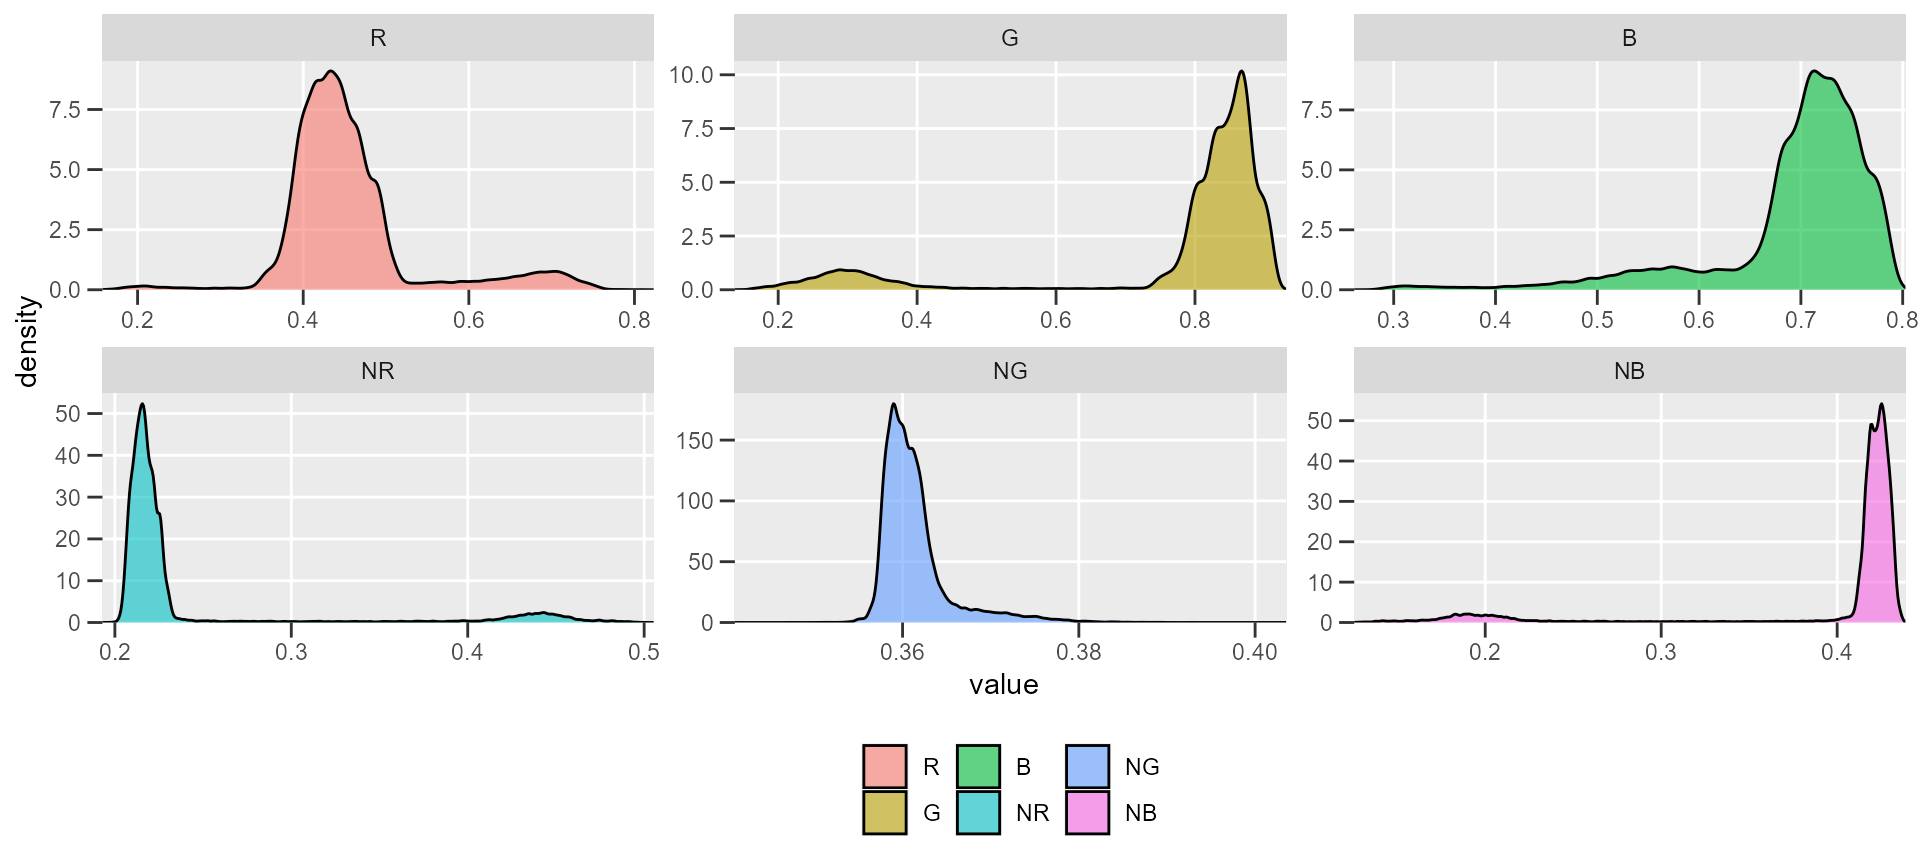 R G B
10.0
7.5 7.5 7.5
5.0 5.0 5.0
2.5 2.5 2.5
0.0 0.0 0.0
0.2 0.4 0.6 0.8 0.2 0.4 0.6 0.8 0.3 0.4 0.5 0.6 0.7 0.8
density
NR NG NB
50 150 50
40 100 40
30 50 30
20 0 20
10 10
0 0
0.2 0.3 0.4 0.5 0.36 0.38 0.40 0.2 0.3 0.4
value
R B NG
G NR NB